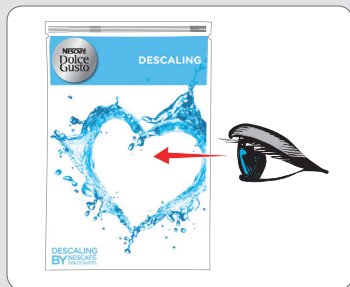 NESCAFÉ
Dolce
Gusto
DESCALING
DESCALING
BY NESCAFÉ
DOLCE GUSTO